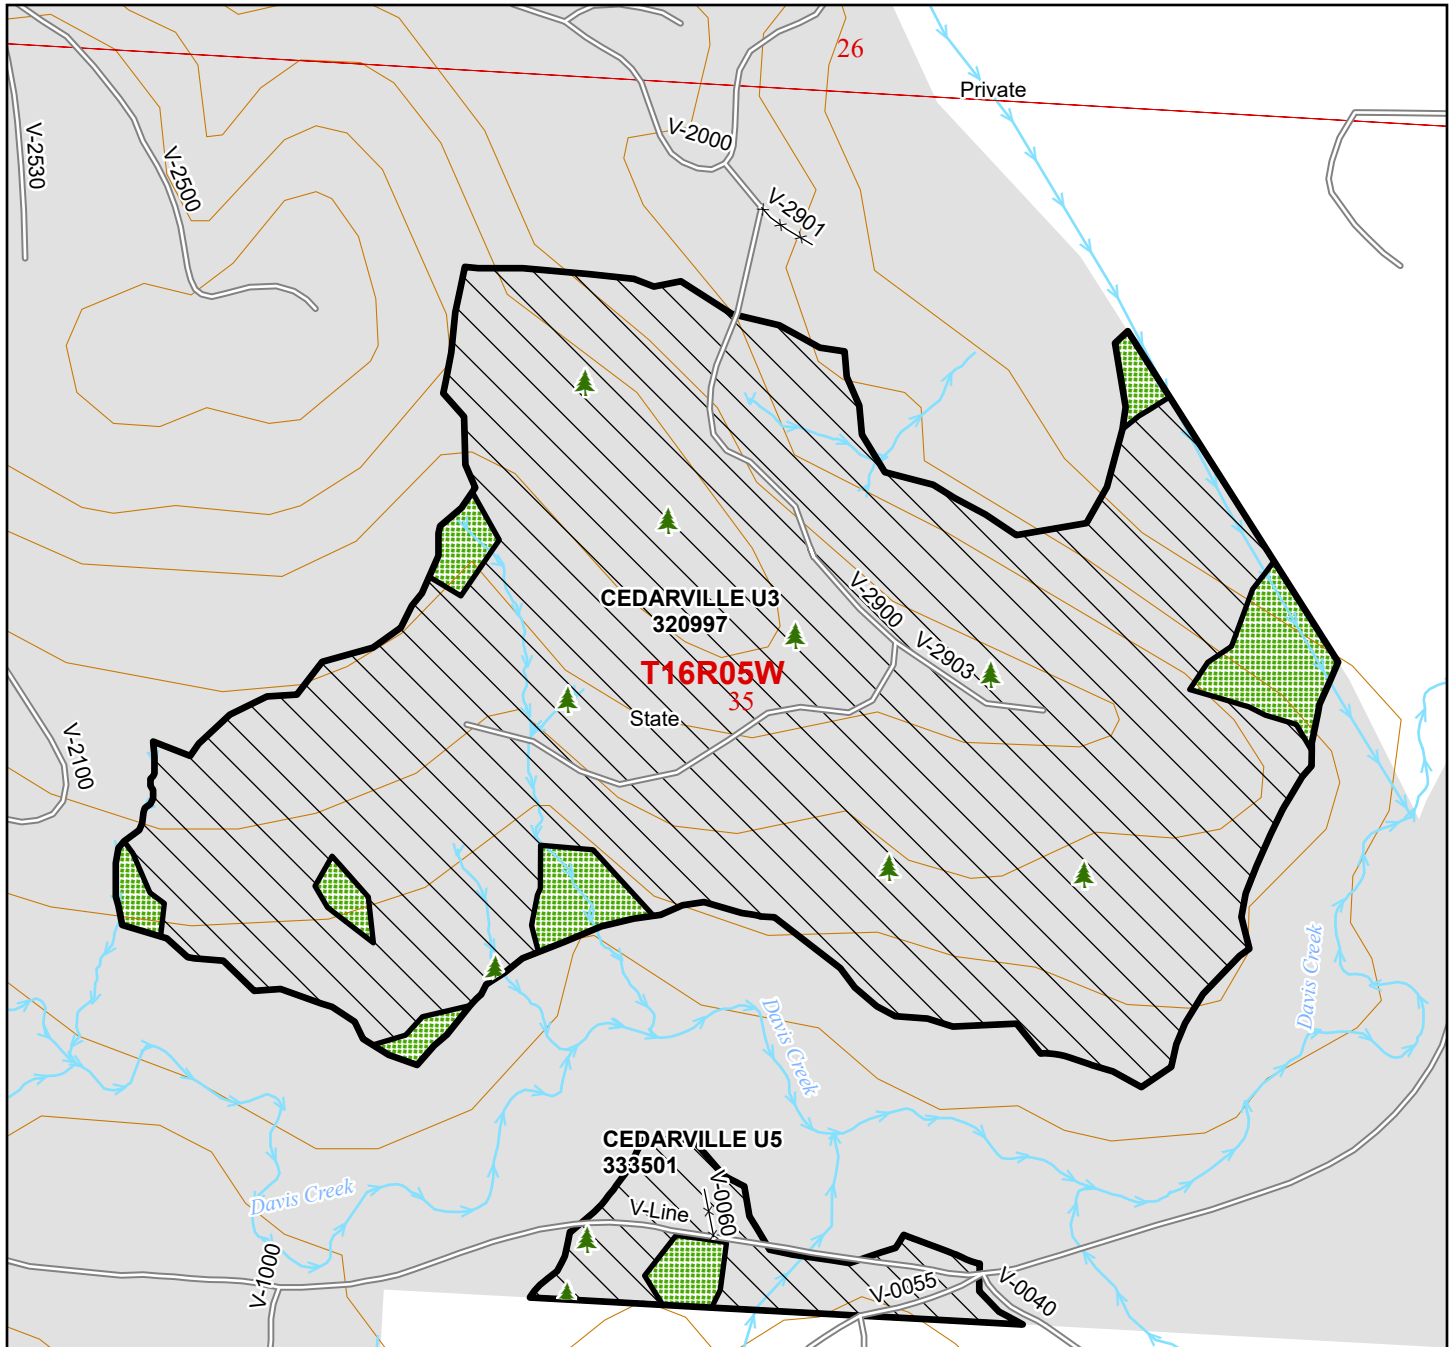 26
Private
V-2000
V-2530
V-2500
V-2901
CEDARVILLE U3
320997
V-2900
V-2903
T16R05W
35
State
V-2100
Davis Creek
Davis Creek
CEDARVILLE U5
333501
Davis Creek
V-Line
V-0060
V-1000
V-0055
V-0040